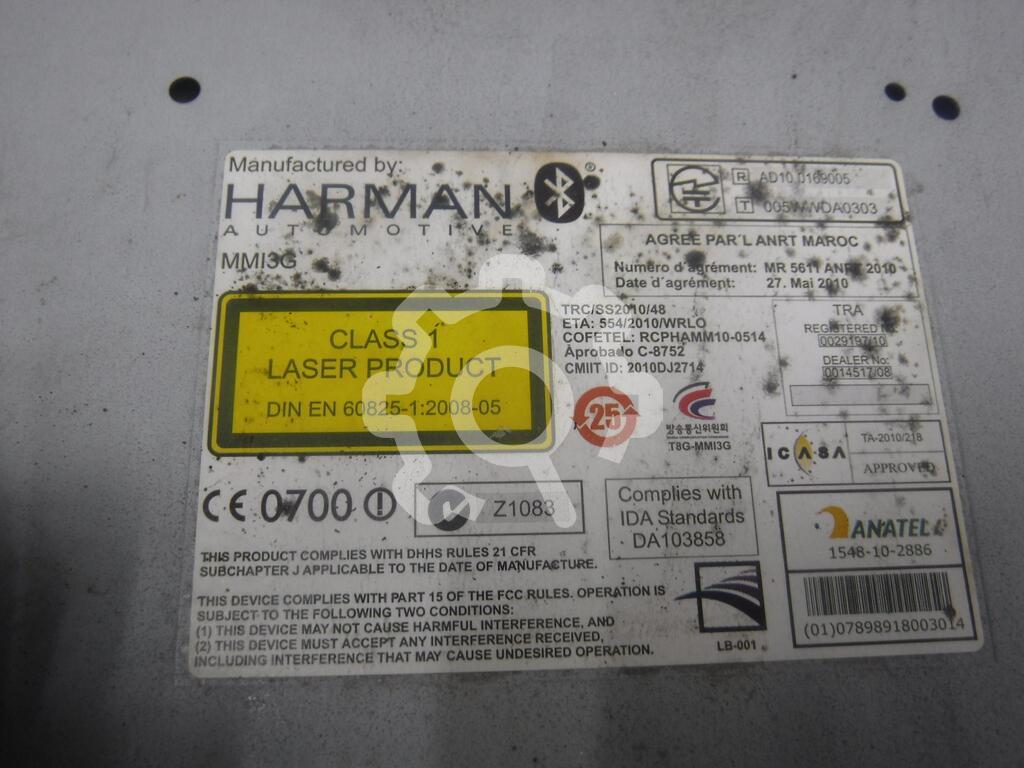 Manufactured by:
HARMAN
AUTOMOTIVE
MMI3G
R AD10 0169005
T 005WWDA0303
AGREE PAR'L ANRT MAROC
Numéro d'agrément: MR 5611 ANRT 2010
Date d'agrément: 27. Mai 2010
CLASS 1
LASER PRODUCT
DIN EN 60825-1:2008-05
TRC/SS2010/48
ETA: 554/2010/WRLO
COFETEL: RCPHAMM10-0514
Aprobado C-8752
CMIIT ID: 2010DJ2714
TRA
REGISTERED No:
0029197/10
DEALER No:
0014517/08
25
방송통신위원회
T8G-MMI3G
ICASA
TA-2010/218
APPROVED
CE 0700
Z1083
Complies with
IDA Standards
DA103858
ANATEL
1548-10-2886
(01)07898918003014
THIS PRODUCT COMPLIES WITH DHHS RULES 21 CFR
SUBCHAPTER J APPLICABLE TO THE DATE OF MANUFACTURE.
THIS DEVICE COMPLIES WITH PART 15 OF THE FCC RULES. OPERATION IS
SUBJECT TO THE FOLLOWING TWO CONDITIONS:
(1) THIS DEVICE MAY NOT CAUSE HARMFUL INTERFERENCE, AND
(2) THIS DEVICE MUST ACCEPT ANY INTERFERENCE RECEIVED,
INCLUDING INTERFERENCE THAT MAY CAUSE UNDESIRED OPERATION.
LB-001